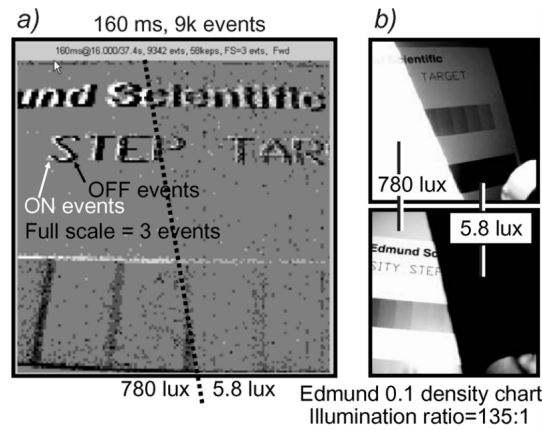 a)
160 ms, 9k events
160ms@16.000/37.4s, 9342 evts, 58keps, FS=3 evts, Fwd
und Scientific
STEP TAR
OFF events
ON events
Full scale = 3 events
780 lux
5.8 lux
b)
Scientific
TARGET
780 lux
5.8 lux
Edmund Sc
SITY STEP
Edmund 0.1 density chart
Illumination ratio=135:1